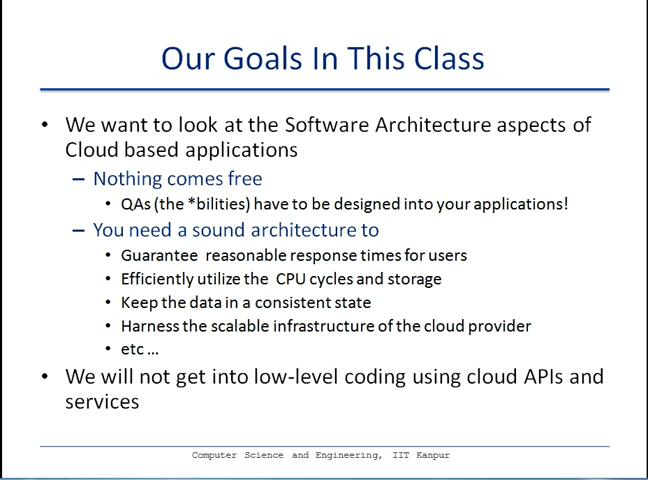 Our Goals In This Class
• We want to look at the Software Architecture aspects of
Cloud based applications
– Nothing comes free
• QAs (the *bilities) have to be designed into your applications!
– You need a sound architecture to
• Guarantee reasonable response times for users
• Efficiently utilize the CPU cycles and storage
• Keep the data in a consistent state
• Harness the scalable infrastructure of the cloud provider
• etc ...
• We will not get into low-level coding using cloud APIs and
services
Computer Science and Engineering, IIT Kanpur